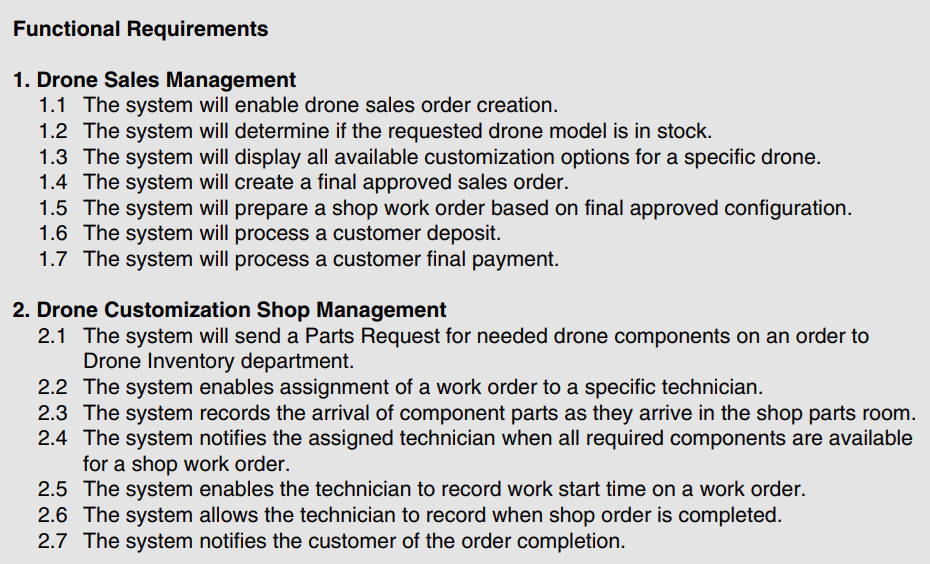 Functional Requirements
1. Drone Sales Management
1.1 The system will enable drone sales order creation.
1.2 The system will determine if the requested drone model is in stock.
1.3 The system will display all available customization options for a specific drone.
1.4 The system will create a final approved sales order.
1.5 The system will prepare a shop work order based on final approved configuration.
1.6 The system will process a customer deposit.
1.7 The system will process a customer final payment.
2. Drone Customization Shop Management
2.1 The system will send a Parts Request for needed drone components on an order to
Drone Inventory department.
2.2 The system enables assignment of a work order to a specific technician.
2.3 The system records the arrival of component parts as they arrive in the shop parts room.
2.4 The system notifies the assigned technician when all required components are available
for a shop work order.
2.5 The system enables the technician to record work start time on a work order.
2.6 The system allows the technician to record when shop order is completed.
2.7 The system notifies the customer of the order completion.